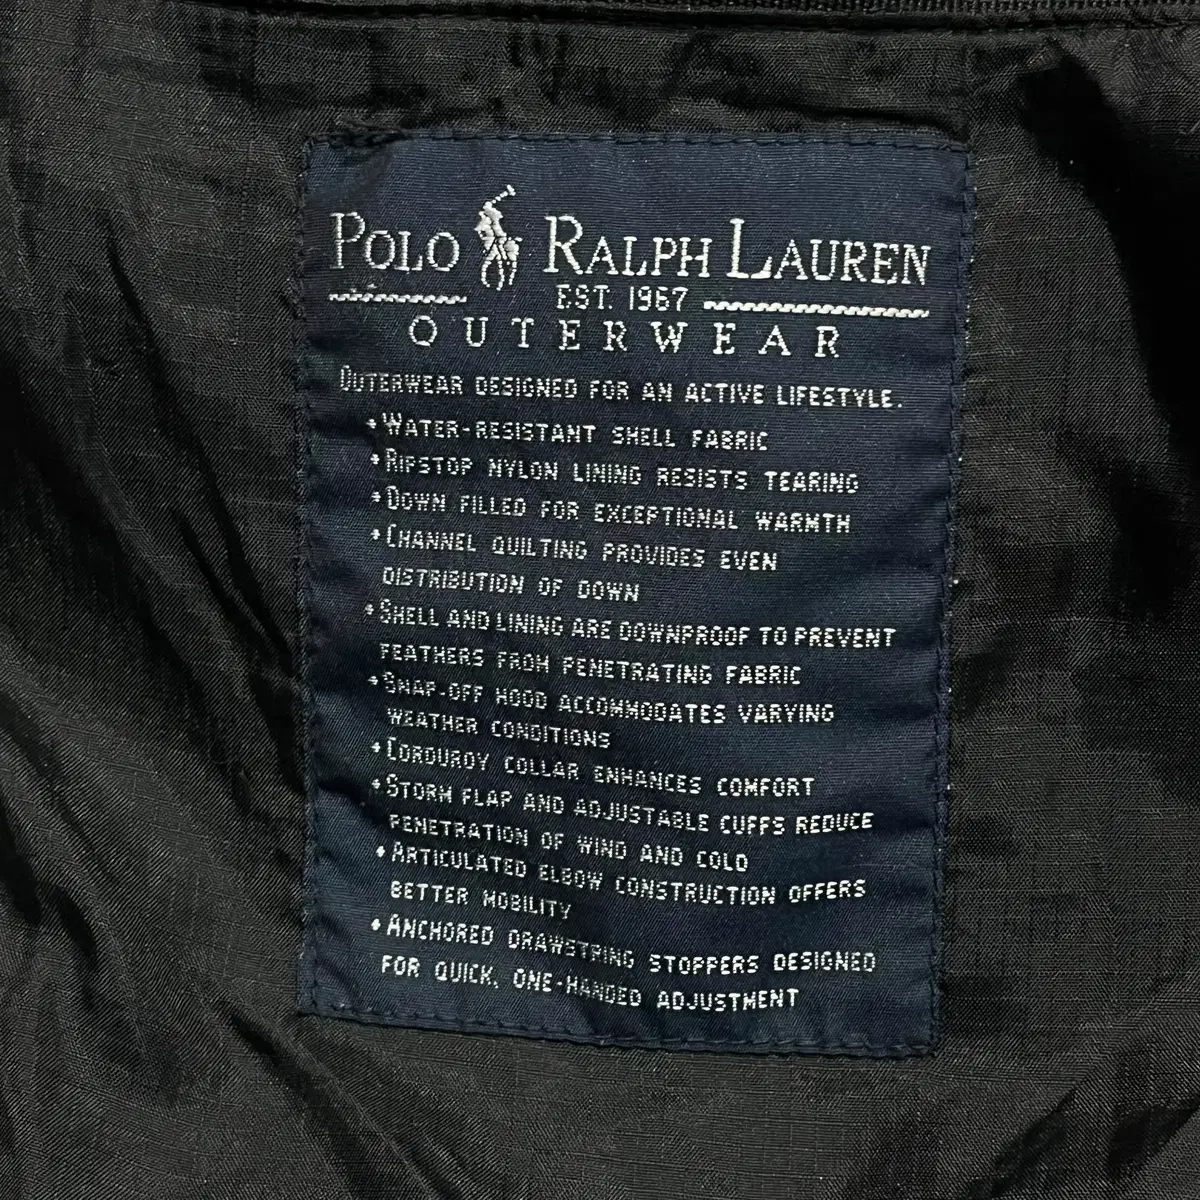 POLO RALPH LAUREN
EST. 1967
OUTERWEAR
OUTERWEAR DESIGNED FOR AN ACTIVE LIFESTYLE.
•WATER-RESISTANT SHELL FABRIC
•RIPSTOP NYLON LINING RESISTS TEARING
•DOWN FILLED FOR EXCEPTIONAL WARMTH
•CHANNEL QUILTING PROVIDES EVEN
DISTRIBUTION OF DOWN
•SHELL AND LINING ARE DOWNPROOF TO PREVENT
FEATHERS FROM PENETRATING FABRIC
•SNAP-OFF HOOD ACCOMMODATES VARYING
WEATHER CONDITIONS
•CORDUROY COLLAR ENHANCES COMFORT
•STORM FLAP AND ADJUSTABLE CUFFS REDUCE
PENETRATION OF WIND AND COLD
•ARTICULATED ELBOW CONSTRUCTION OFFERS
BETTER MOBILITY
•ANCHORED DRAWSTRING STOPPERS DESIGNED
FOR QUICK, ONE-HANDED ADJUSTMENT